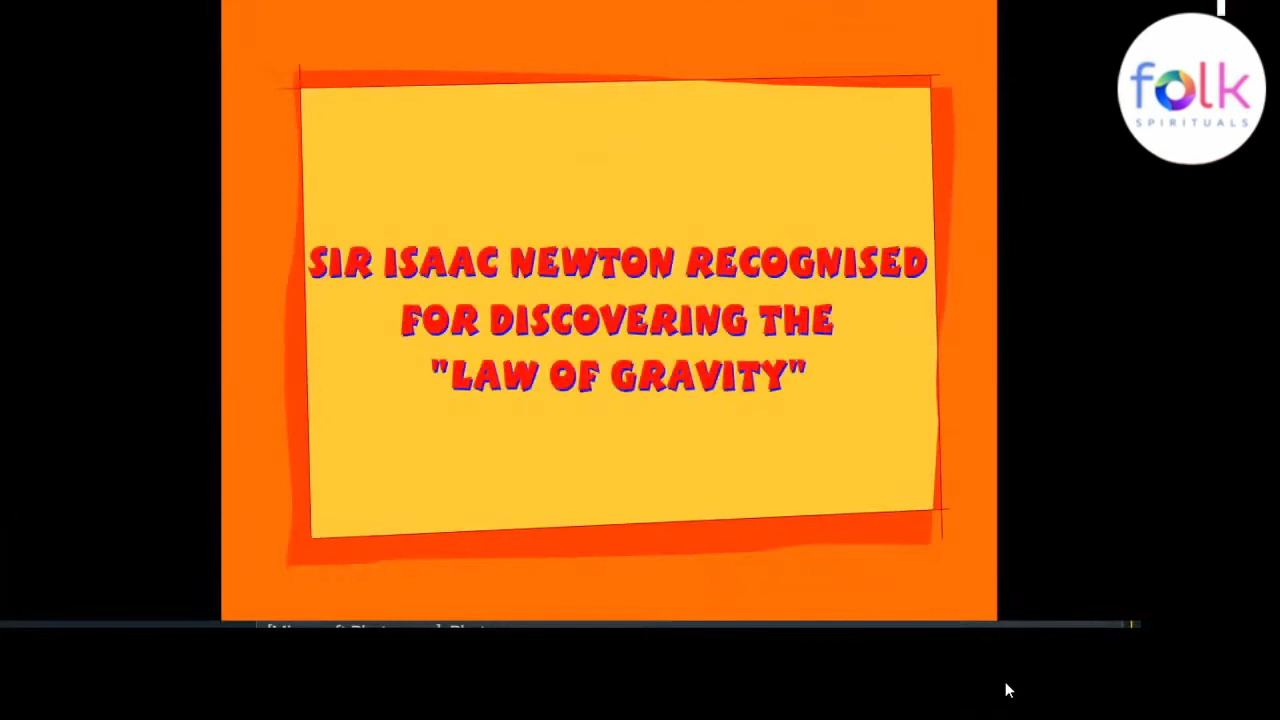 folk
SPIRITUALS
SIR ISAAC NEWTON RECOGNISED
FOR DISCOVERING THE
"LAW OF GRAVITY"